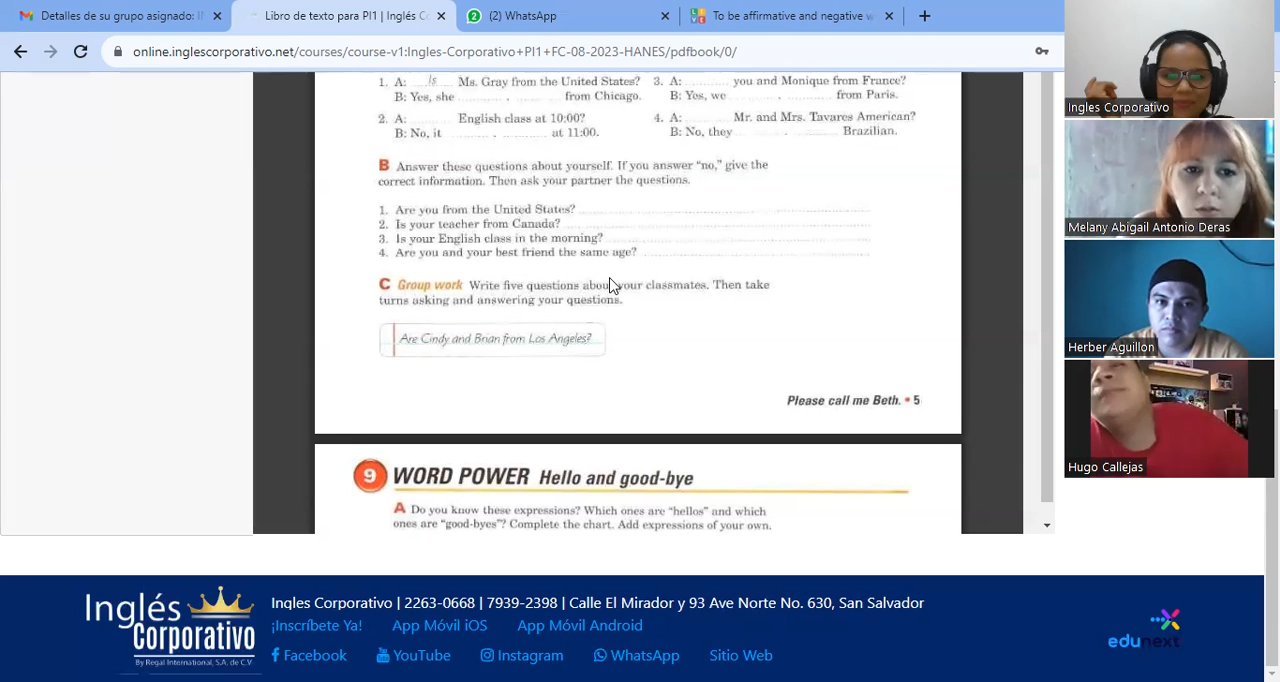 Detalles de su grupo asignado: II
Libro de texto para PI1 | Inglés C
(2) WhatsApp
To be affirmative and negative w
online.inglescorporativo.net/courses/course-v1:Ingles-Corporativo+PI1+FC-08-2023-HANES/pdfbook/0/
1. A: Is Ms. Gray from the United States?
B: Yes, she from Chicago.
2. A: English class at 10:00?
B: No, it at 11:00.
3. A: you and Monique from France?
B: Yes, we from Paris.
4. A: Mr. and Mrs. Tavares American?
B: No, they Brazilian.
B Answer these questions about yourself. If you answer “no,” give the
correct information. Then ask your partner the questions.
1. Are you from the United States?
2. Is your teacher from Canada?
3. Is your English class in the morning?
4. Are you and your best friend the same age?
C Group work Write five questions about your classmates. Then take
turns asking and answering your questions.
Are Cindy and Brian from Los Angeles?
Please call me Beth. • 5
9 WORD POWER Hello and good-bye
A Do you know these expressions? Which ones are “hellos” and which
ones are “good-byes”? Complete the chart. Add expressions of your own.
Ingles Corporativo
Melany Abigail Antonio Deras
Herber Aguillon
Hugo Callejas
Inglés
Corporativo
By Regal International, S.A. de C.V
Ingles Corporativo | 2263-0668 | 7939-2398 | Calle El Mirador y 93 Ave Norte No. 630, San Salvador
¡Inscríbete Ya! App Móvil iOS App Móvil Android
Facebook YouTube Instagram WhatsApp Sitio Web
edunext